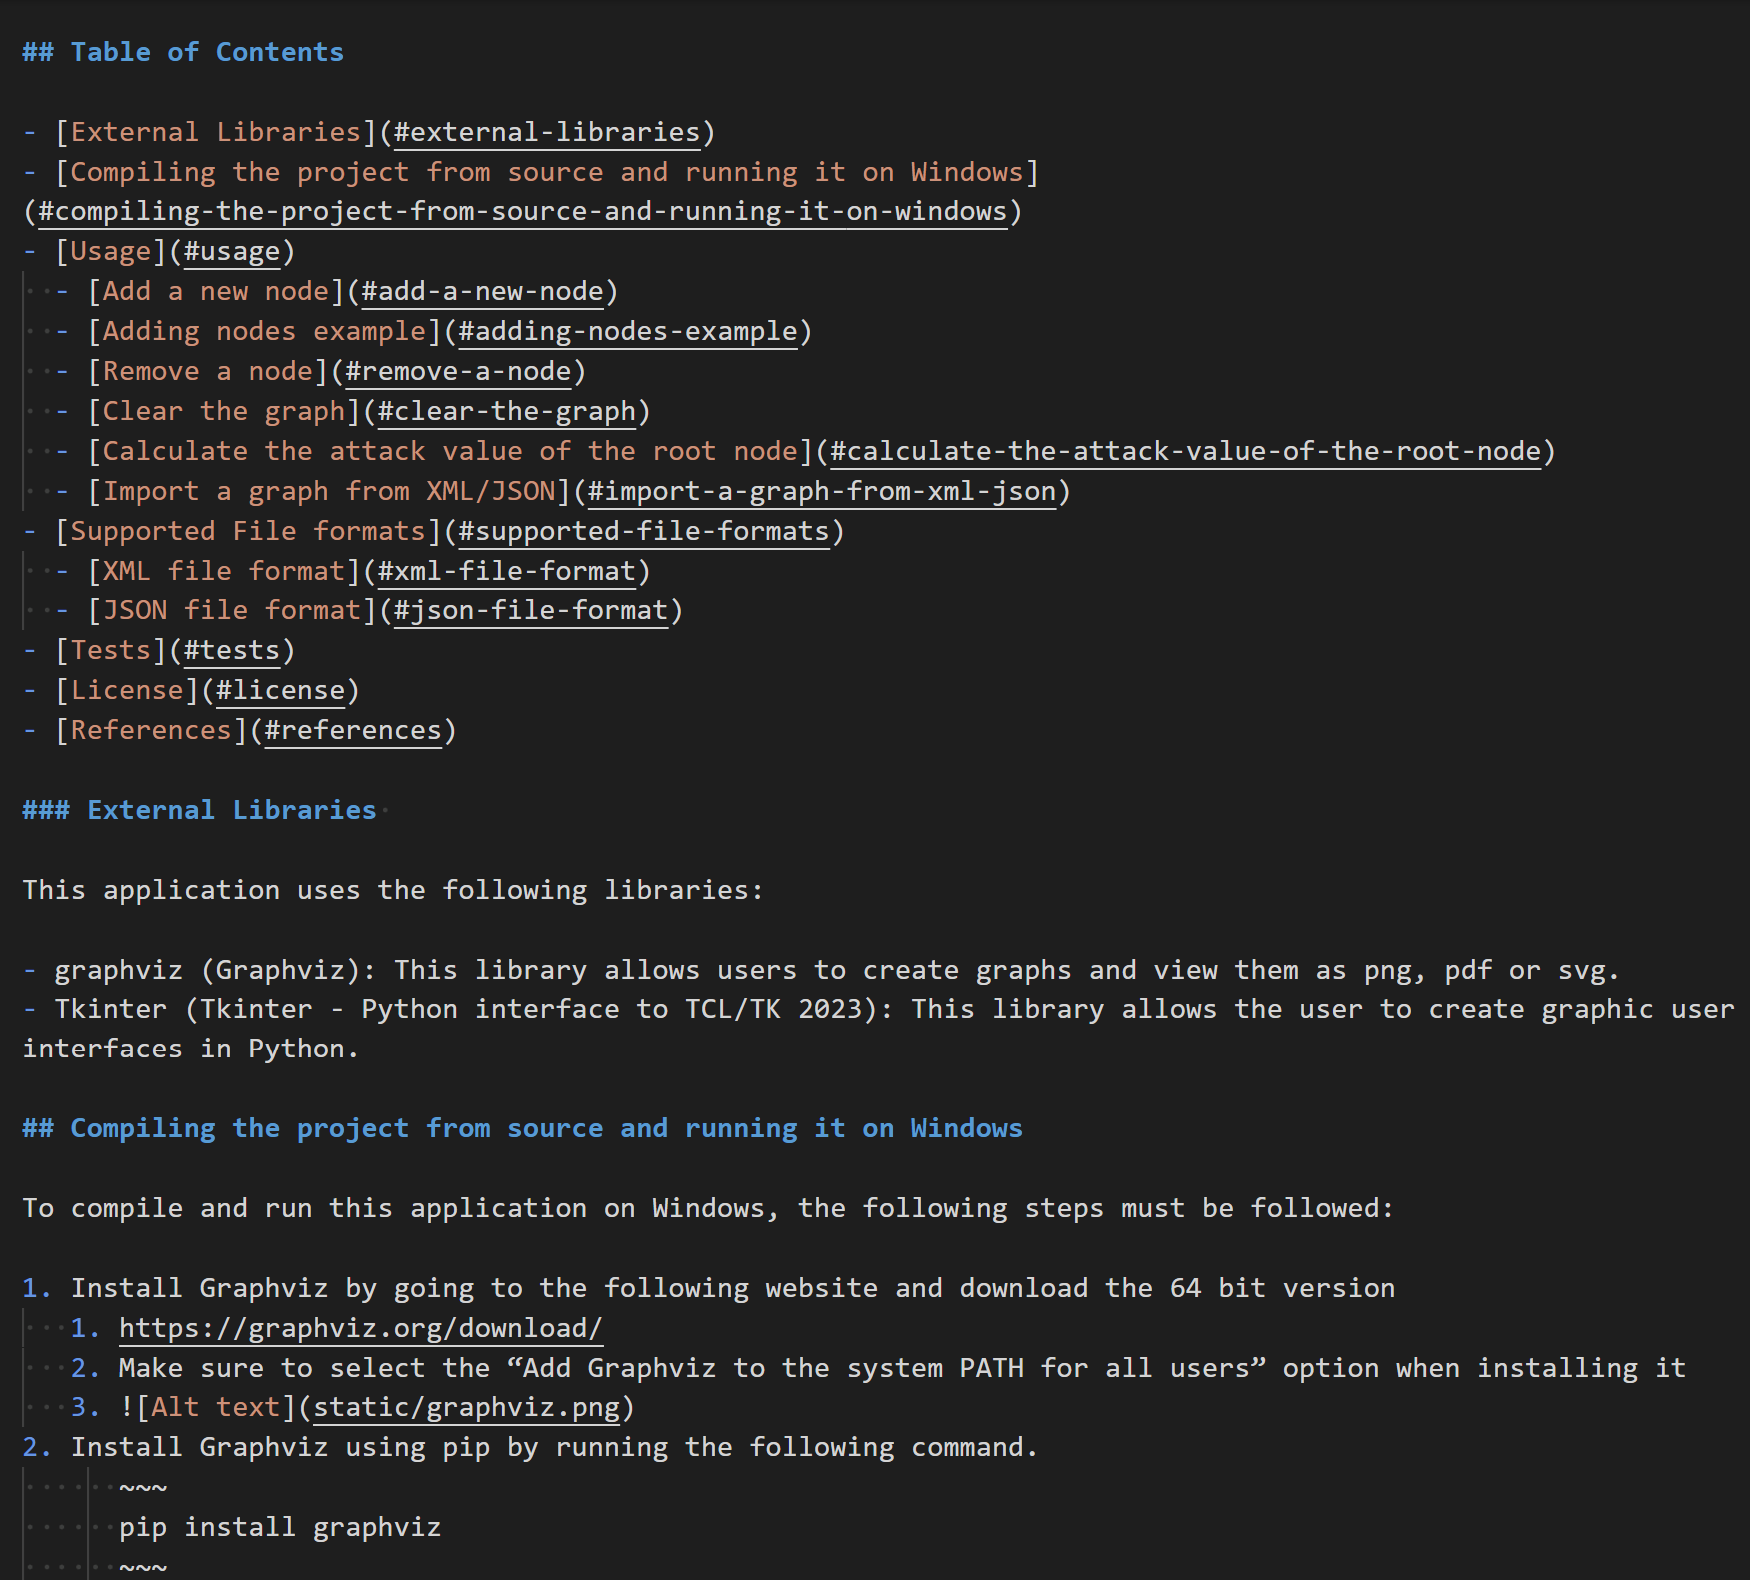 ## Table of Contents
- [External Libraries](#external-libraries)
- [Compiling the project from source and running it on Windows]
(#compiling-the-project-from-source-and-running-it-on-windows)
- [Usage](#usage)
  - [Add a new node](#add-a-new-node)
  - [Adding nodes example](#adding-nodes-example)
  - [Remove a node](#remove-a-node)
  - [Clear the graph](#clear-the-graph)
  - [Calculate the attack value of the root node](#calculate-the-attack-value-of-the-root-node)
  - [Import a graph from XML/JSON](#import-a-graph-from-xml-json)
- [Supported File formats](#supported-file-formats)
  - [XML file format](#xml-file-format)
  - [JSON file format](#json-file-format)
- [Tests](#tests)
- [License](#license)
- [References](#references)
### External Libraries
This application uses the following libraries:
- graphviz (Graphviz): This library allows users to create graphs and view them as png, pdf or svg.
- Tkinter (Tkinter - Python interface to TCL/TK 2023): This library allows the user to create graphic user
interfaces in Python.
## Compiling the project from source and running it on Windows
To compile and run this application on Windows, the following steps must be followed:
1. Install Graphviz by going to the following website and download the 64 bit version
   1. https://graphviz.org/download/
   2. Make sure to select the “Add Graphviz to the system PATH for all users” option when installing it
   3. ![Alt text](static/graphviz.png)
2. Install Graphviz using pip by running the following command.
      ~~~
      pip install graphviz
      ~~~